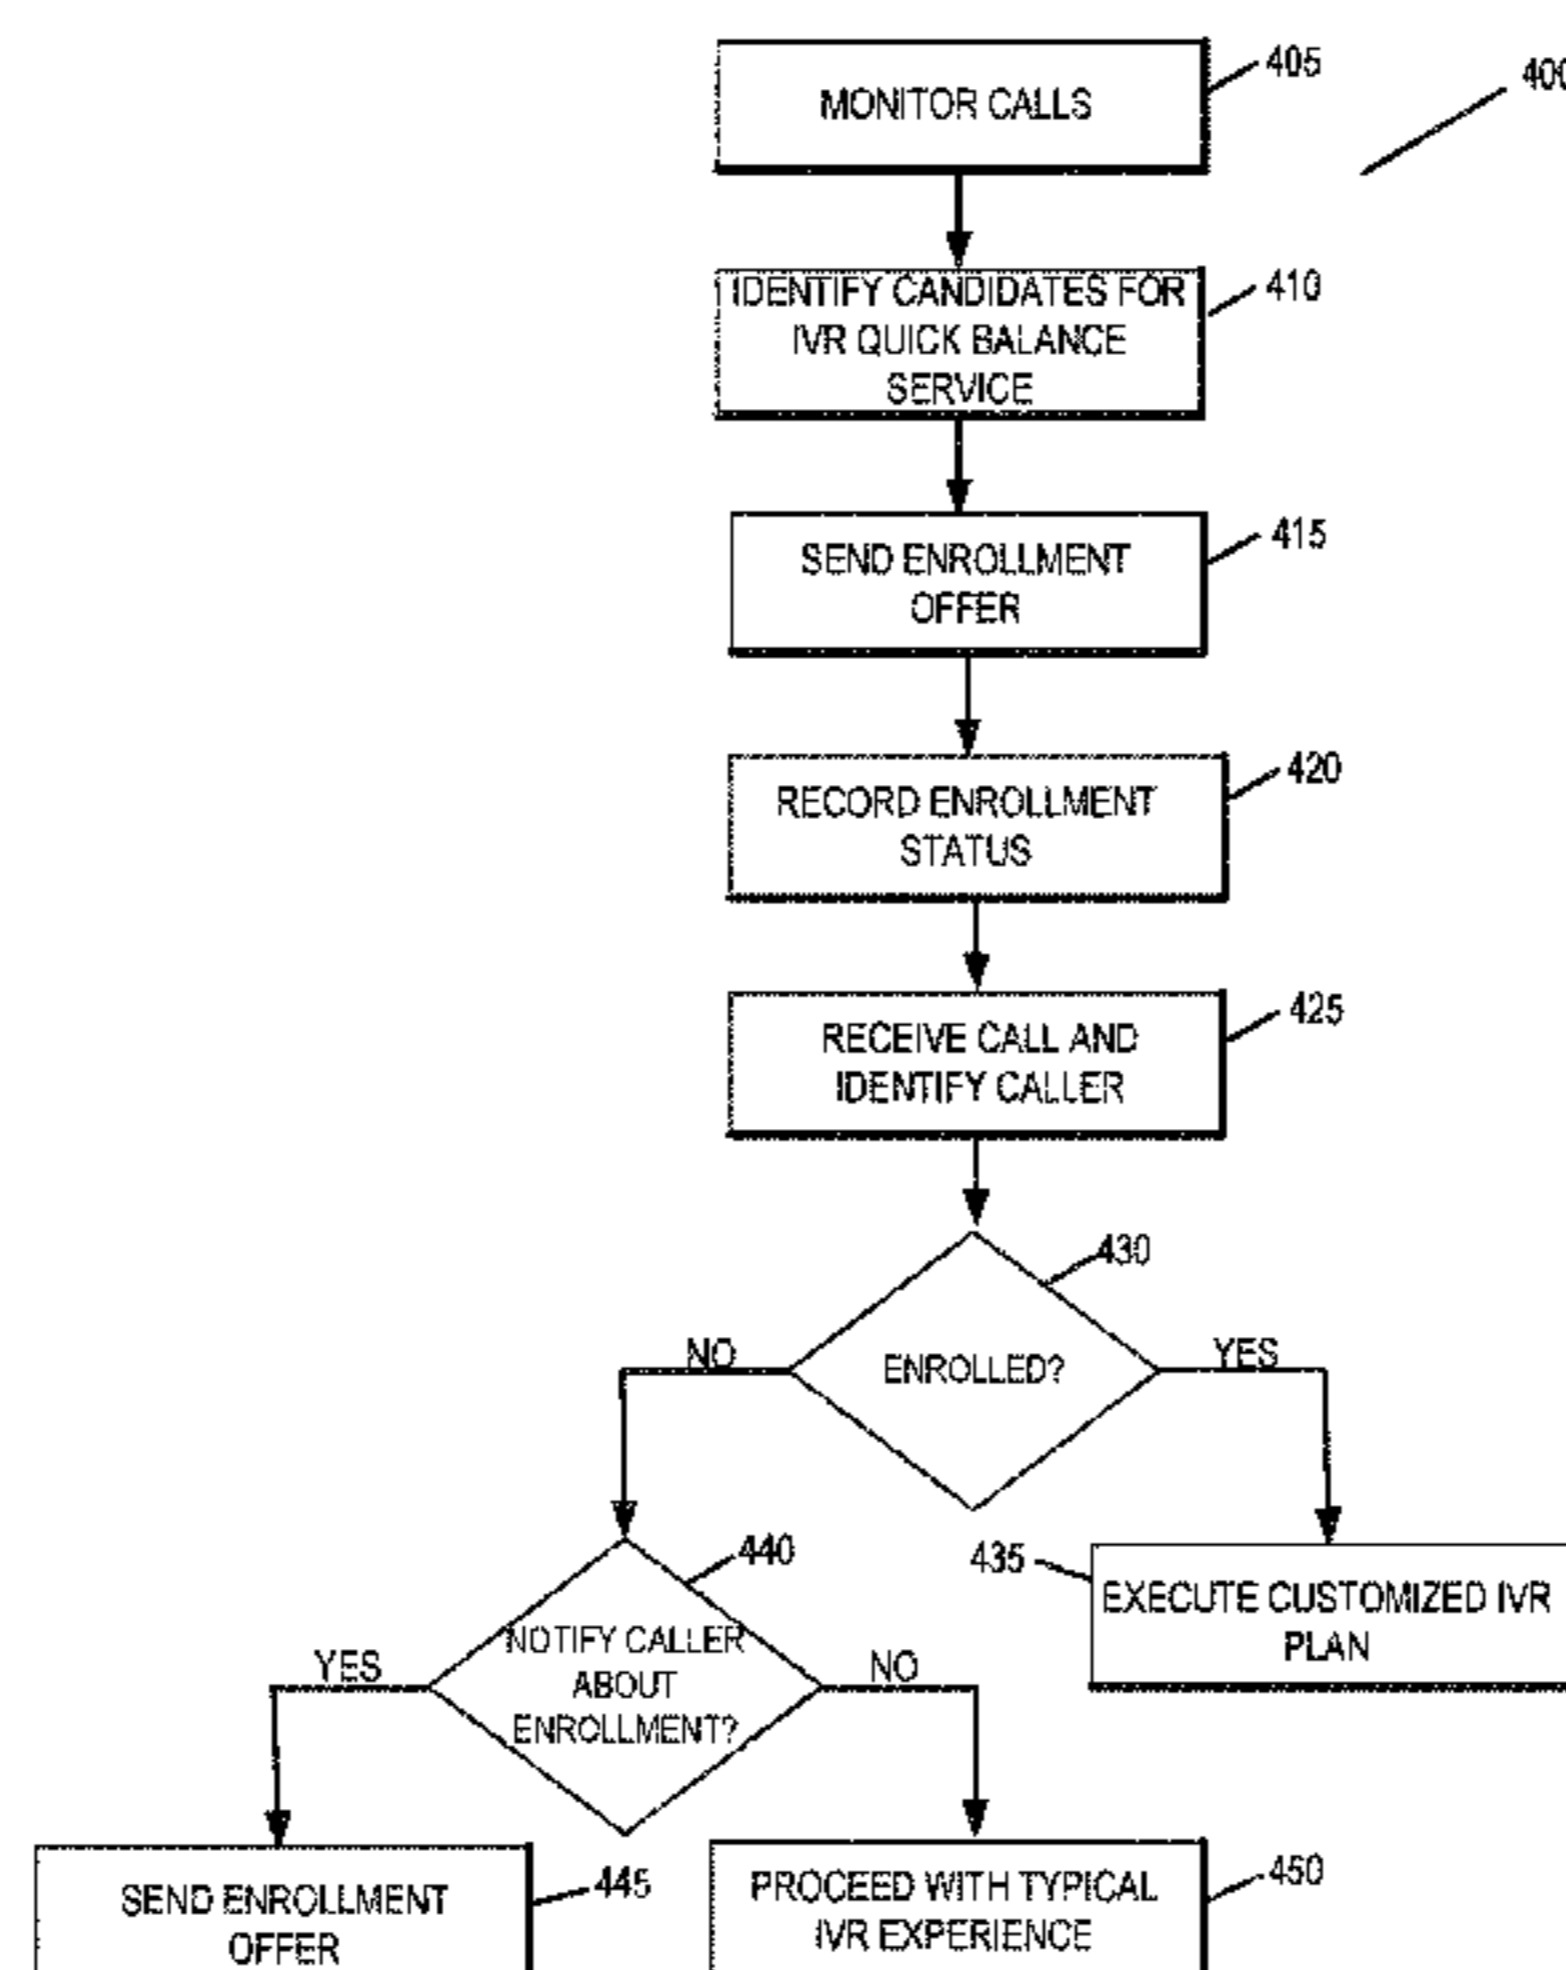 405
400
MONITOR CALLS
IDENTIFY CANDIDATES FOR
IVR QUICK BALANCE
SERVICE
410
SEND ENROLLMENT
OFFER
415
RECORD ENROLLMENT
STATUS
420
RECEIVE CALL AND
IDENTIFY CALLER
425
430
NO
ENROLLED?
YES
440
435
NOTIFY CALLER
ABOUT
ENROLLMENT?
YES
NO
EXECUTE CUSTOMIZED IVR
PLAN
SEND ENROLLMENT
OFFER
445
PROCEED WITH TYPICAL
IVR EXPERIENCE
450